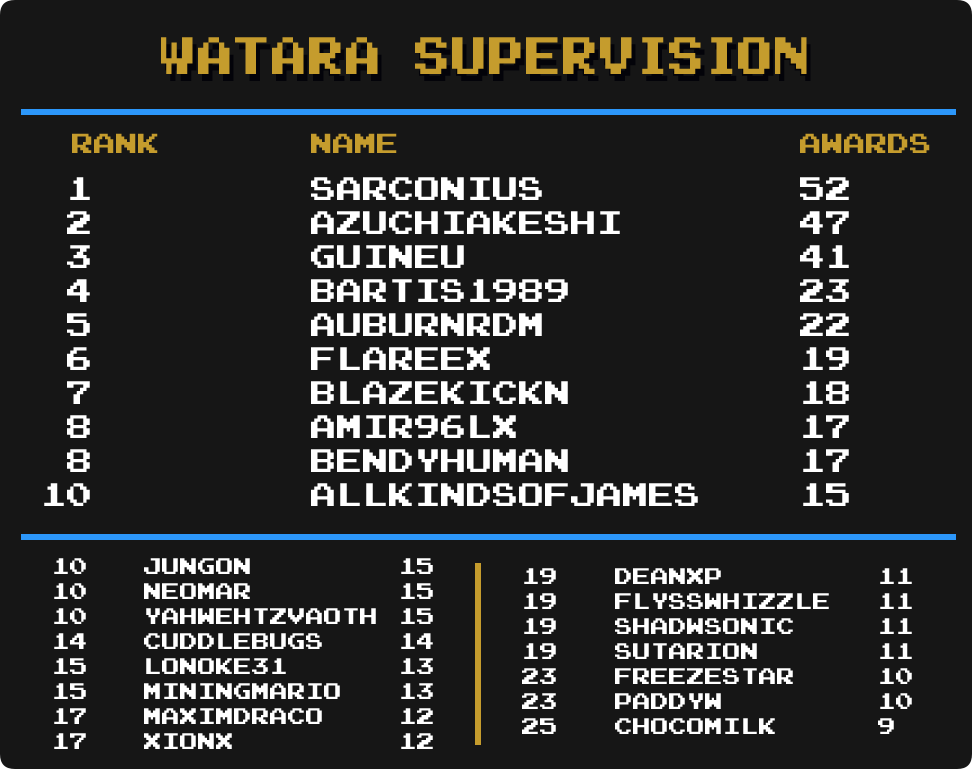 WATARA SUPERVISION
RANK NAME AWARDS
1 SARCONIUS 52
2 AZUCHIAKESHI 47
3 GUINEU 41
4 BARTIS1989 23
5 AUBURNRDM 22
6 FLAREEX 19
7 BLAZEKICKN 18
8 AMIR96LX 17
8 BENDYHUMAN 17
10 ALLKINDSOFJAMES 15
10 JUNGON 15
10 NEOMAR 15
10 YAHWEHTZVAOTH 15
14 CUDDLEBUGS 14
15 LONOKE31 13
15 MININGMARIO 13
17 MAXIMDRACO 12
17 XIONX 12
19 DEANXP 11
19 FLYSSWHIZZLE 11
19 SHADWSONIC 11
19 SUTARION 11
23 FREEZESTAR 10
23 PADDYW 10
25 CHOCOMILK 9